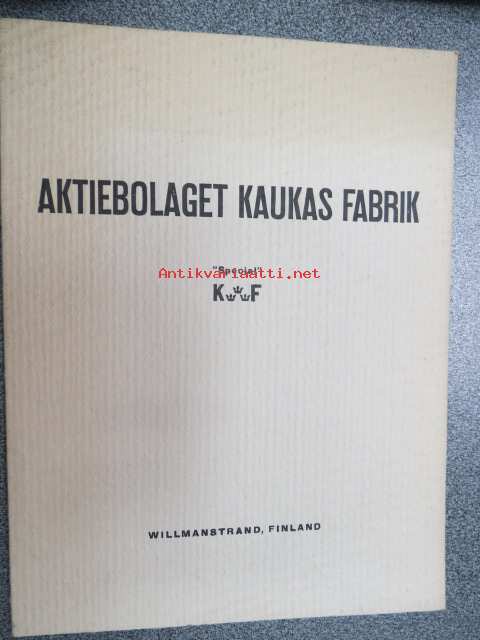 AKTIEBOLAGET KAUKAS FABRIK
"Special"
Antikvariaatti.net
K F
WILLMANSTRAND, FINLAND